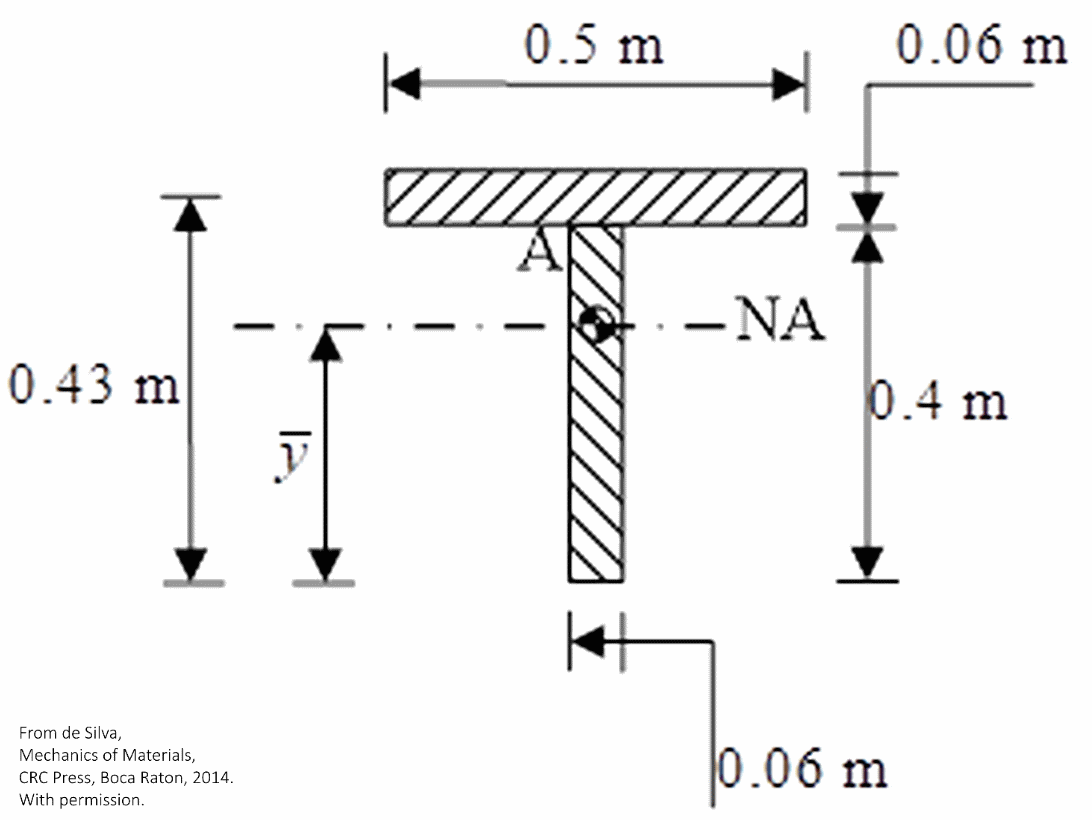 0.5 m
0.06 m
A
NA
0.43 m
0.4 m
y̅
0.06 m
From de Silva,
Mechanics of Materials,
CRC Press, Boca Raton, 2014.
With permission.